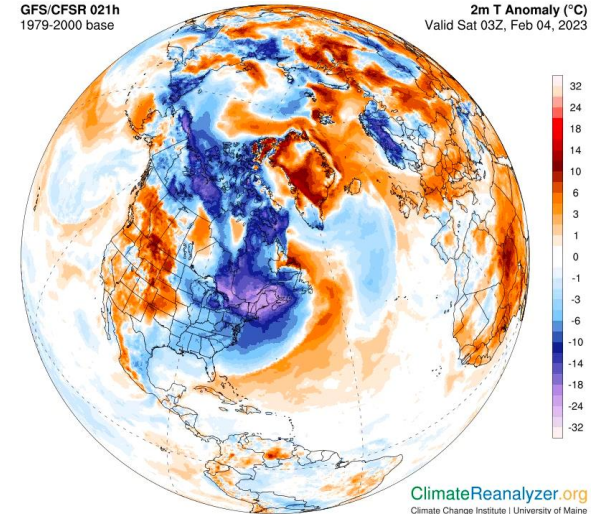 GFS/CFSR 021h
1979-2000 base
2m T Anomaly (°C)
Valid Sat 03Z, Feb 04, 2023
32
24
18
14
10
6
3
1
0
-1
-3
-6
-10
-14
-18
-24
-32
ClimateReanalyzer.org
Climate Change Institute | University of Maine